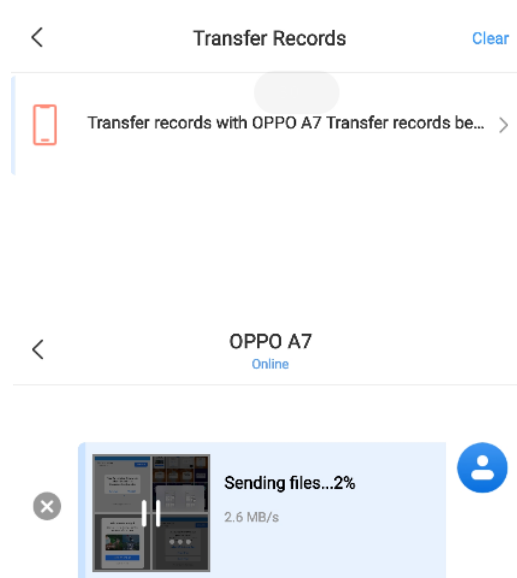 Transfer Records
Clear
Transfer records with OPPO A7 Transfer records be...
OPPO A7
Online
Sending files...2%
2.6 MB/s